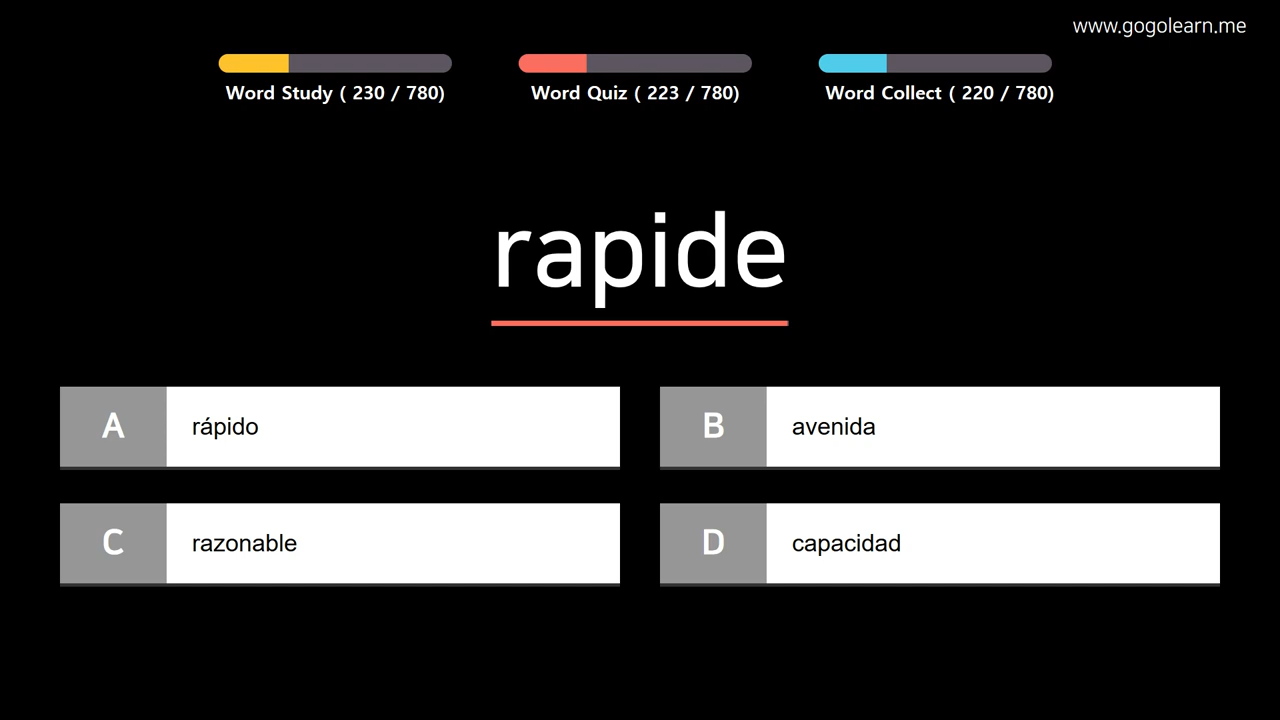 www.gogolearn.me
Word Study ( 230 / 780)
Word Quiz ( 223 / 780)
Word Collect ( 220 / 780)
rapide
A rápido
B avenida
C razonable
D capacidad